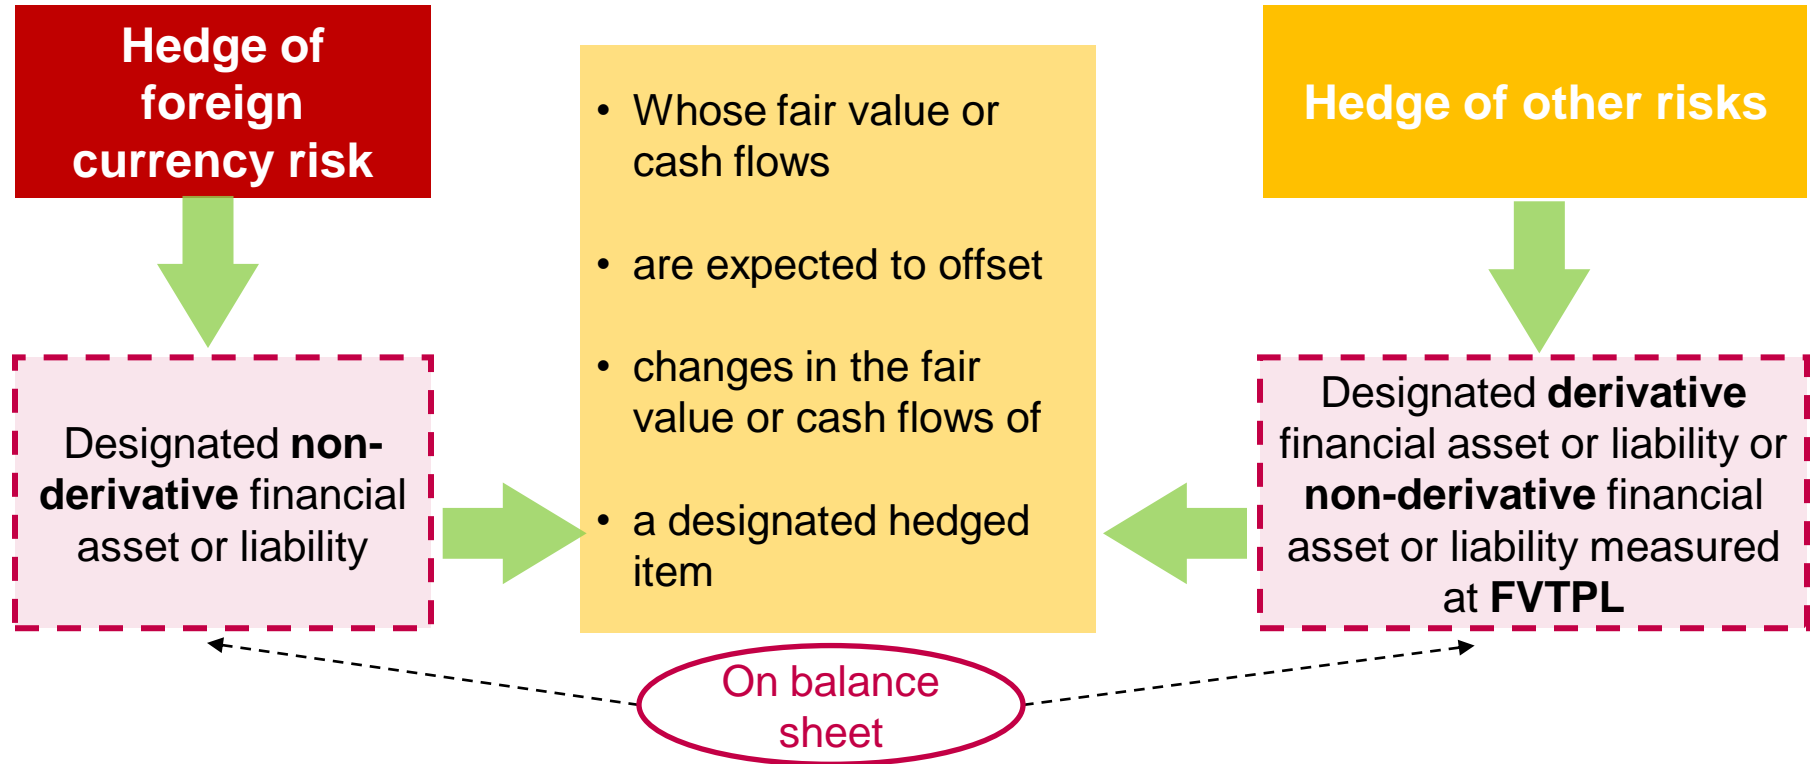 Hedge of
foreign
currency risk
Designated non-
derivative financial
asset or liability
• Whose fair value or
cash flows
• are expected to offset
• changes in the fair
value or cash flows of
• a designated hedged
item
Hedge of other risks
Designated derivative
financial asset or liability or
non-derivative financial
asset or liability measured
at FVTPL
On balance
sheet